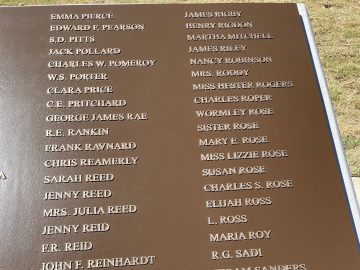 EMMA PIERCE
EDWARD F. PEARSON
S.D. PITTS
JACK POLLARD
CHARLES W. POMEROY
W.S. PORTER
CLARA PRICE
C.E. PRITCHARD
GEORGE JAMES RAE
R.E. RANKIN
FRANK RAVNARD
CHRIS REAMERLY
SARAH REED
JENNY REED
MRS. JULIA REED
JENNY REID
F.R. REID
JOHN F. REINHARDT
JAMES RIGBY
HENRY RIGDON
MARTHA MITCHELL
JAMES RILEY
NANCY ROBINSON
MRS. RODDY
MISS HESTER ROGERS
CHARLES ROPER
WORMLEY ROSE
SISTER ROSE
MARY E. ROSE
MISS LIZZIE ROSE
SUSAN ROSE
CHARLES S. ROSE
ELIJAH ROSS
L. ROSS
MARIA ROY
R.G. SADI
SANDERS